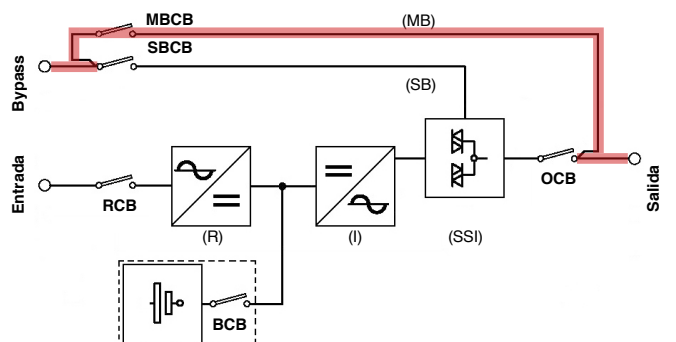 MBCB
(MB)
SBCB
Bypass
(SB)
Entrada
RCB
(R)
(I)
(SSI)
OCB
Salida
BCB